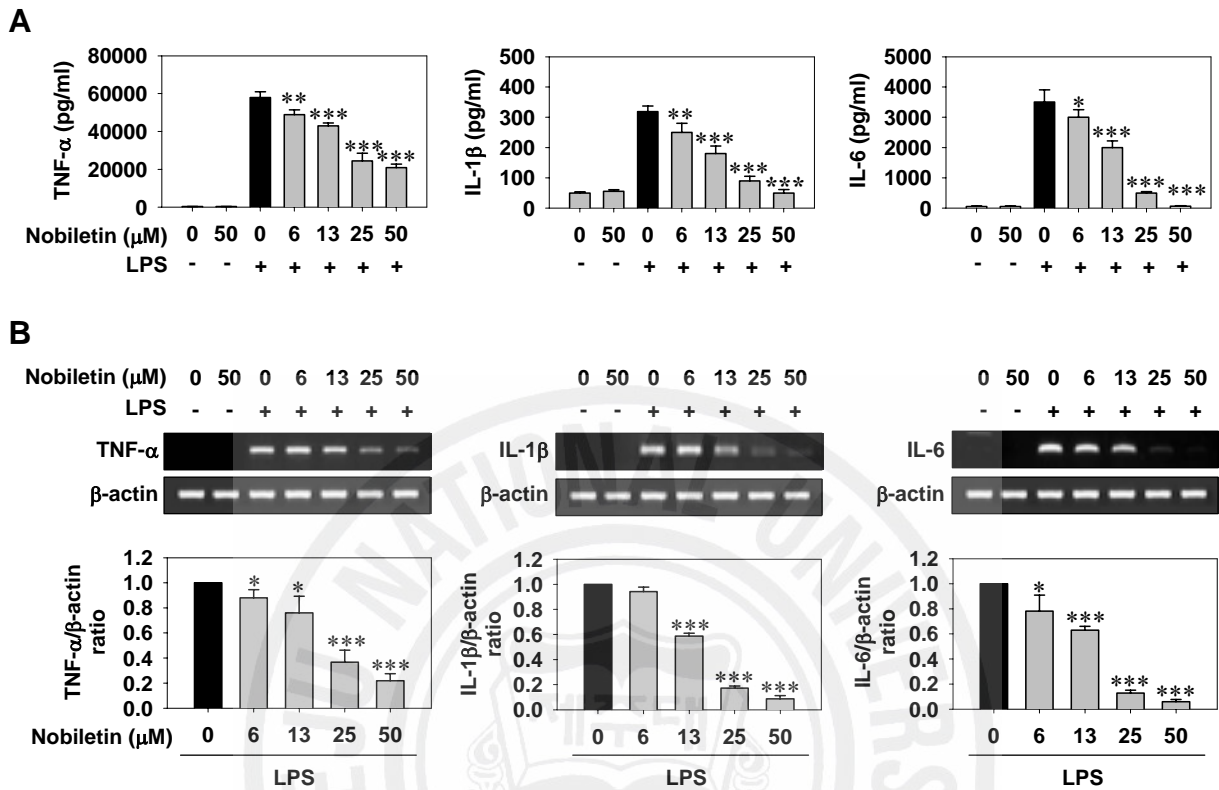 A
TNF-α (pg/ml)
80000
60000
40000
20000
0
** *** *** ***
IL-1β (pg/ml)
500
400
300
200
100
0
** *** *** ***
IL-6 (pg/ml)
5000
4000
3000
2000
1000
0
* *** *** ***
Nobiletin (μM) 0 50 0 6 13 25 50 0 50 0 6 13 25 50 0 50 0 6 13 25 50
LPS - - + + + + + - - + + + + + - - + + + + +
B
Nobiletin (μM) 0 50 0 6 13 25 50 0 50 0 6 13 25 50 0 50 0 6 13 25 50
LPS - - + + + + + - - + + + + + - - + + + + +
TNF-α IL-1β IL-6
β-actin β-actin β-actin
TNF-α/β-actin
ratio
1.2
1.0
0.8
0.6
0.4
0.2
0.0
* * *** ***
IL-1β/β-actin
ratio
1.2
1.0
0.8
0.6
0.4
0.2
0.0
*** *** ***
IL-6/β-actin
ratio
1.2
1.0
0.8
0.6
0.4
0.2
0.0
* *** *** ***
Nobiletin (μM) 0 6 13 25 50 0 6 13 25 50 0 6 13 25 50
LPS LPS LPS
NATIONAL UNIVERS